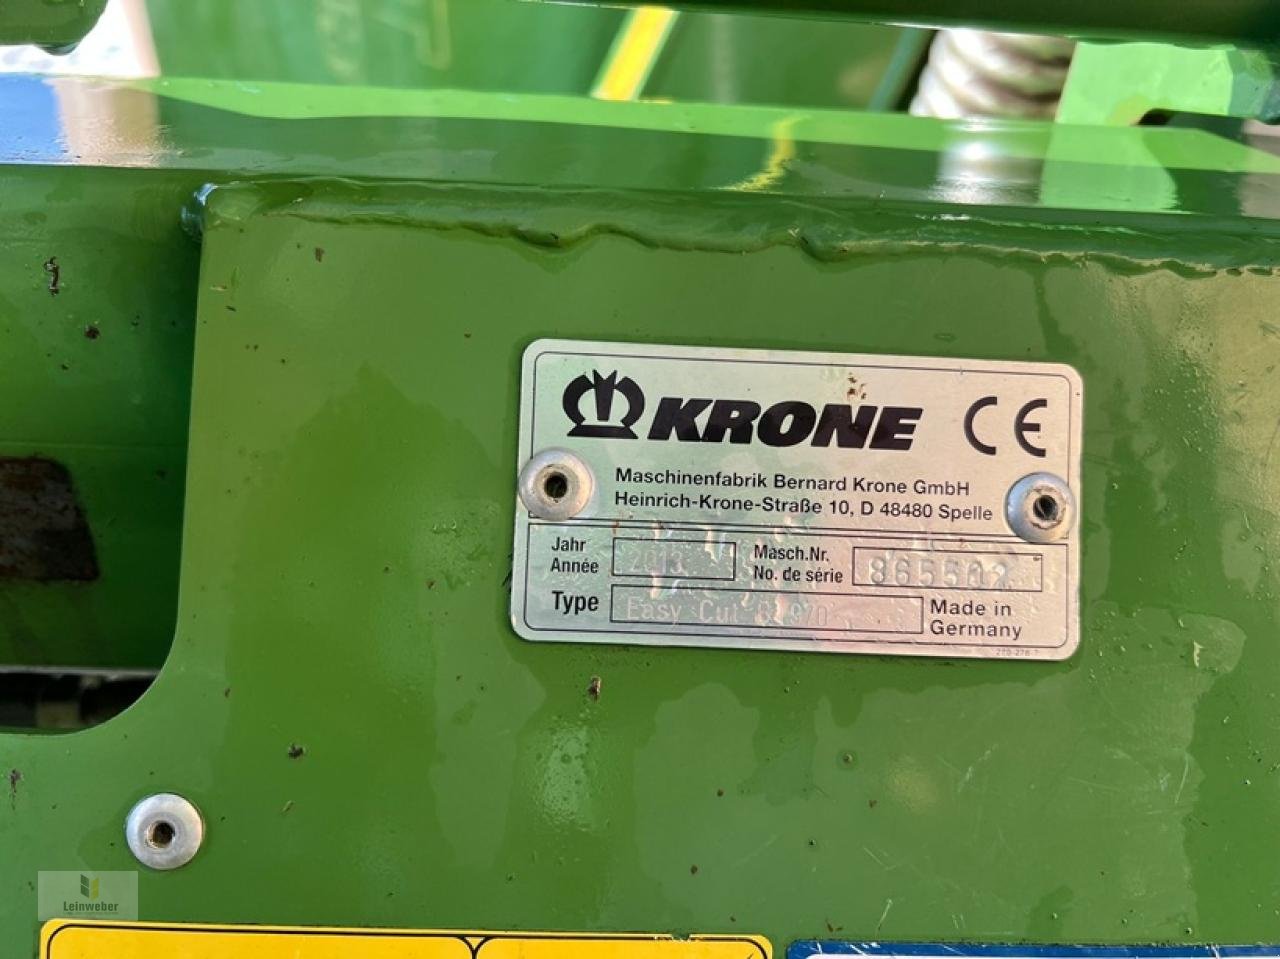 KRONE CE
Maschinenfabrik Bernard Krone GmbH
Heinrich-Krone-Straße 10, D 48480 Spelle
Jahr
Année
2013
Masch.Nr.
No. de série
865502
Type
Easy Cut B 970
Made in
Germany
Leinweber